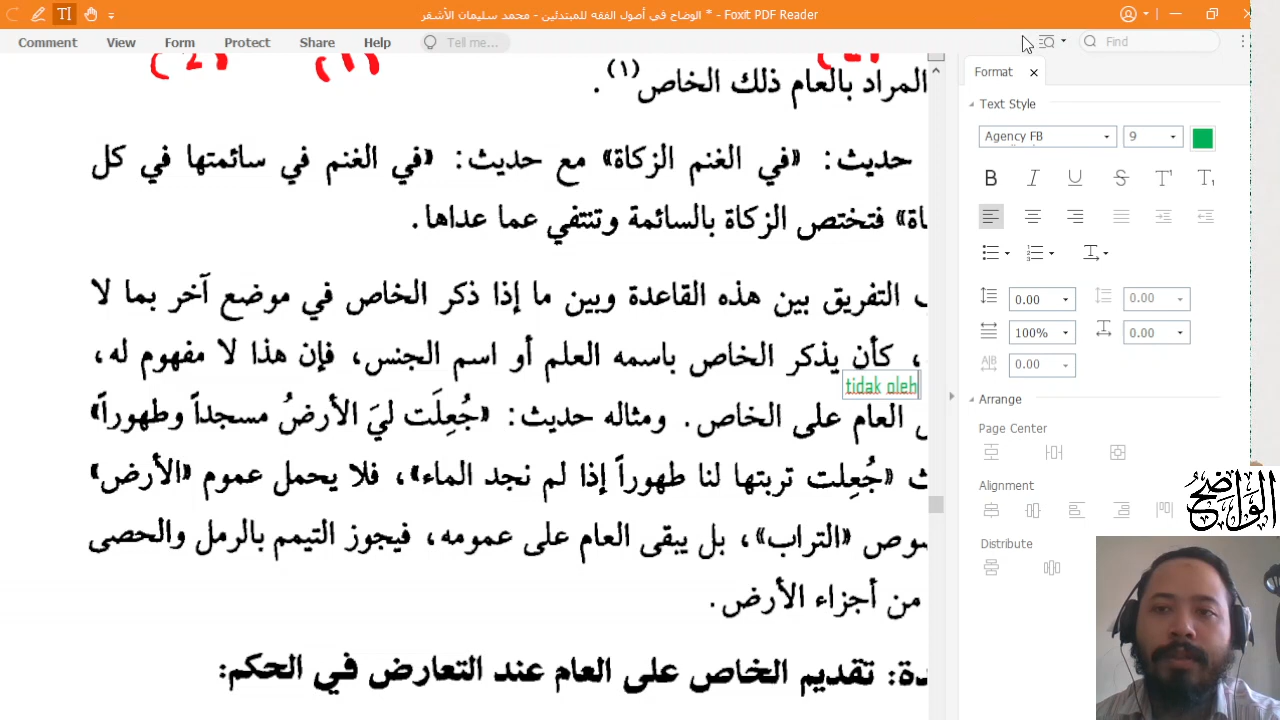 الوضاح في أصول الفقه للمبتدئين - محمد سليمان الأشقر * - Foxit PDF Reader
Comment View Form Protect Share Help Tell me... Find
المراد بالعام ذلك الخاص(١).
حديث: «في الغنم الزكاة» مع حديث: «في الغنم في سائمتها في كل
اة» فتختص الزكاة بالسائمة وتنتفي عما عداها.
ب التفريق بين هذه القاعدة وبين ما إذا ذكر الخاص في موضع آخر بما لا
، كأن يذكر الخاص باسمه العلم أو اسم الجنس، فإن هذا لا مفهوم له،
tidak oleh
ل العام على الخاص. ومثاله حديث: «جُعِلَت ليَ الأرضُ مسجداً وطهوراً»
ث «جُعِلت تربتها لنا طهوراً إذا لم نجد الماء»، فلا يحمل عموم «الأرض»
سوص «التراب»، بل يبقى العام على عمومه، فيجوز التيمم بالرمل والحصى
من أجزاء الأرض.
دة: تقديم الخاص على العام عند التعارض في الحكم:
Format
Text Style
Agency FB 9
0.00 0.00
100% 0.00
0.00
Arrange
Page Center
Alignment
Distribute
الواضح